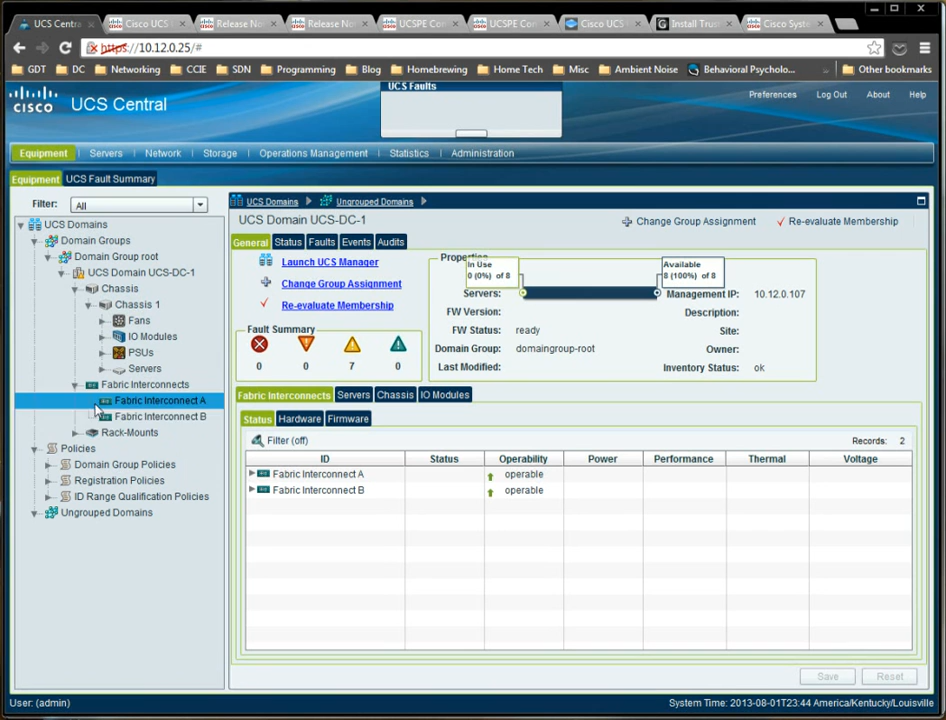 UCS Centra
Cisco UCS
Release Nov
Release Nov
UCSPE Con
UCSPE Con
Cisco UCS
Install Trus
Cisco Syste
https://10.12.0.25/#
GDT DC Networking CCIE SDN Programming Blog Homebrewing Home Tech Misc Ambient Noise Behavioral Psycholo... » Other bookmarks
CISCO UCS Central
UCS Faults
Preferences Log Out About Help
Equipment Servers Network Storage Operations Management Statistics Administration
Equipment UCS Fault Summary
Filter: All
UCS Domains
Domain Groups
Domain Group root
UCS Domain UCS-DC-1
Chassis
Chassis 1
Fans
IO Modules
PSUs
Servers
Fabric Interconnects
Fabric Interconnect A
Fabric Interconnect B
Rack-Mounts
Policies
Domain Group Policies
Registration Policies
ID Range Qualification Policies
Ungrouped Domains
UCS Domains Ungrouped Domains
UCS Domain UCS-DC-1
Change Group Assignment Re-evaluate Membership
General Status Faults Events Audits
Launch UCS Manager
Change Group Assignment
Re-evaluate Membership
Fault Summary
0 0 7 0
Properties
In Use
0 (0%) of 8
Available
8 (100%) of 8
Servers:
FW Version:
FW Status: ready
Domain Group: domaingroup-root
Last Modified:
Management IP: 10.12.0.107
Description:
Site:
Owner:
Inventory Status: ok
Fabric Interconnects Servers Chassis IO Modules
Status Hardware Firmware
Filter (off) Records: 2
ID Status Operability Power Performance Thermal Voltage
Fabric Interconnect A operable
Fabric Interconnect B operable
Save Reset
User: (admin) System Time: 2013-08-01T23:44 America/Kentucky/Louisville